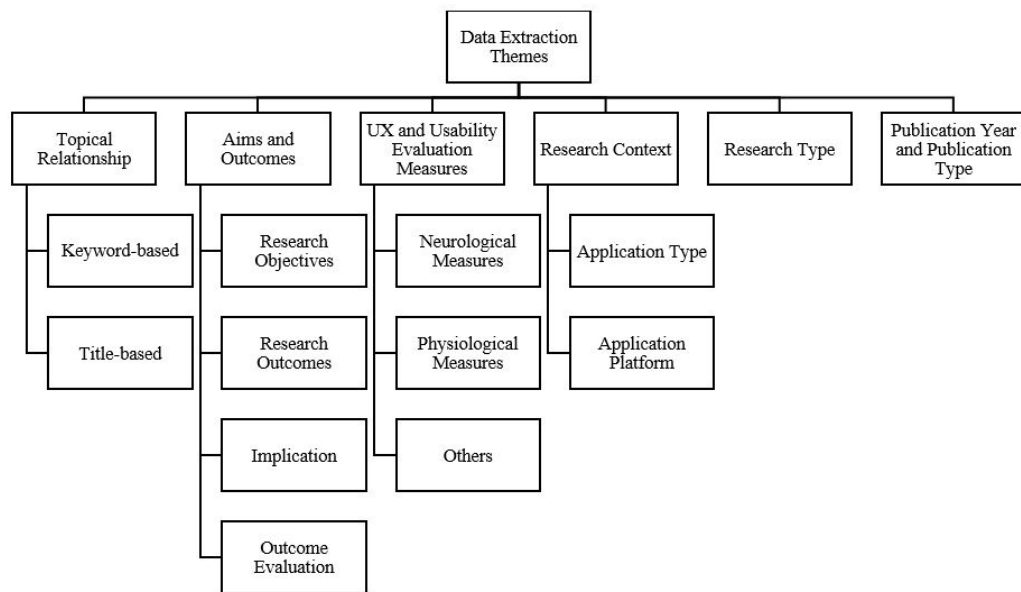 Data Extraction
Themes
Topical
Relationship
Aims and
Outcomes
UX and Usability
Evaluation
Measures
Research Context
Research Type
Publication Year
and Publication
Type
Keyword-based
Title-based
Research
Objectives
Research
Outcomes
Implication
Outcome
Evaluation
Neurological
Measures
Physiological
Measures
Others
Application Type
Application
Platform